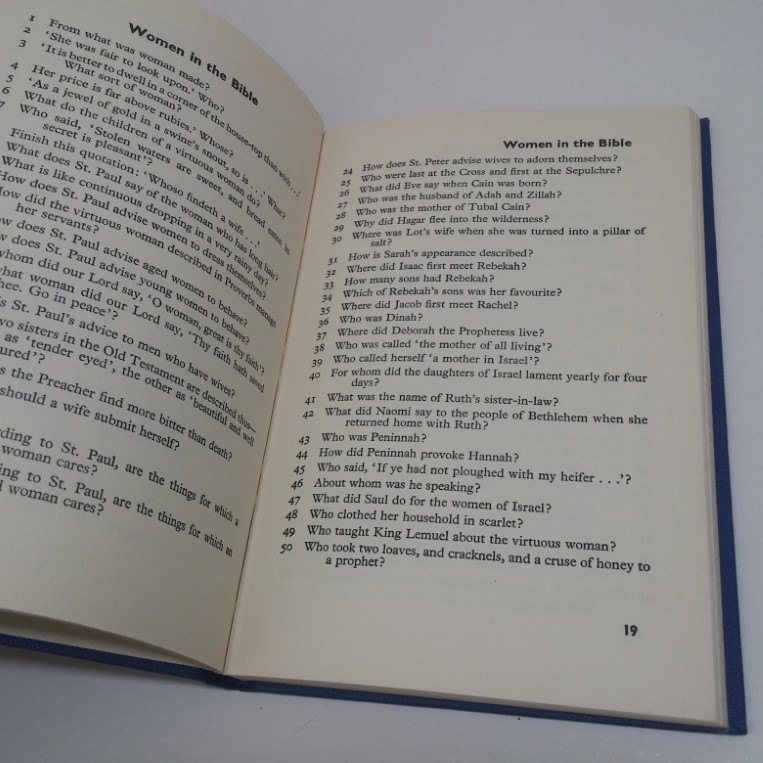 Women in the Bible
1 From what was woman made?
2 'She was fair to look upon.' Who?
3 'It is better to dwell in a corner of the house-top than with . . .'
What sort of woman?
4 Her price is far above rubies.' Whose?
5 'As a jewel of gold in a swine's snout, so is . . .' What?
6 What do the children of a virtuous woman do?
7 Who said, 'Stolen waters are sweet, and bread eaten in
secret is pleasant'?
Finish this quotation: 'Whoso findeth a wife . . .'
What does St. Paul say of the woman who has long hair?
What is like continuous dropping in a very rainy day?
How does St. Paul advise women to dress themselves?
How did the virtuous woman described in Proverbs manage
her servants?
does St. Paul advise aged women to behave?
does St. Paul advise young women to behave?
whom did our Lord say, 'O woman, great is thy faith'?
what woman did our Lord say, 'Thy faith hath saved
thee. Go in peace'?
is St. Paul's advice to men who have wives?
two sisters in the Old Testament are described thus—
as 'tender eyed', the other as 'beautiful and well
the Preacher find more bitter than death?
should a wife submit herself?
to St. Paul, are the things for which a
woman cares?
to St. Paul, are the things for which an
woman cares?
Women in the Bible
24 How does St. Peter advise wives to adorn themselves?
25 Who were last at the Cross and first at the Sepulchre?
26 What did Eve say when Cain was born?
27 Who was the husband of Adah and Zillah?
28 Who was the mother of Tubal Cain?
29 Why did Hagar flee into the wilderness?
30 Where was Lot's wife when she was turned into a pillar of
salt?
31 How is Sarah's appearance described?
32 Where did Isaac first meet Rebekah?
33 How many sons had Rebekah?
34 Which of Rebekah's sons was her favourite?
35 Where did Jacob first meet Rachel?
36 Who was Dinah?
37 Where did Deborah the Prophetess live?
38 Who was called 'the mother of all living'?
39 Who called herself 'a mother in Israel'?
40 For whom did the daughters of Israel lament yearly for four
days?
41 What was the name of Ruth's sister-in-law?
42 What did Naomi say to the people of Bethlehem when she
returned home with Ruth?
43 Who was Peninnah?
44 How did Peninnah provoke Hannah?
45 Who said, 'If ye had not ploughed with my heifer . . .'?
46 About whom was he speaking?
47 What did Saul do for the women of Israel?
48 Who clothed her household in scarlet?
49 Who taught King Lemuel about the virtuous woman?
50 Who took two loaves, and cracknels, and a cruse of honey to
a prophet?
19